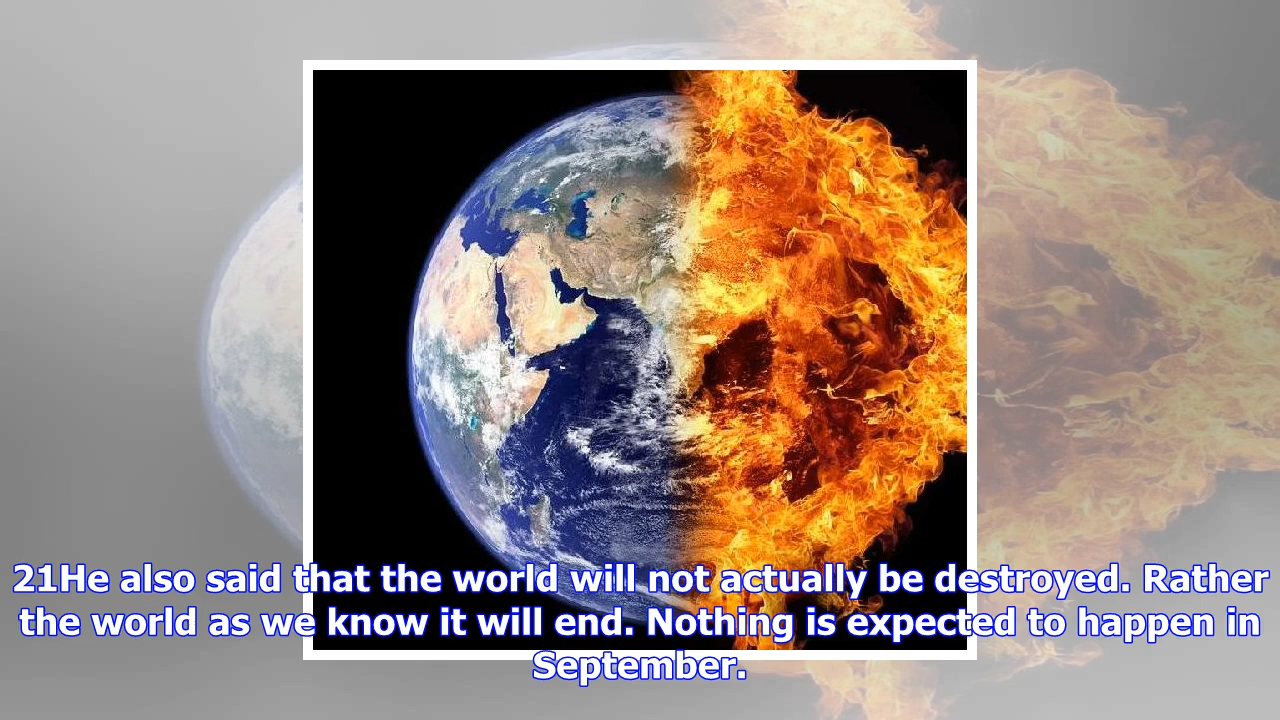 21He also said that the world will not actually be destroyed. Rather
the world as we know it will end. Nothing is expected to happen in
September.